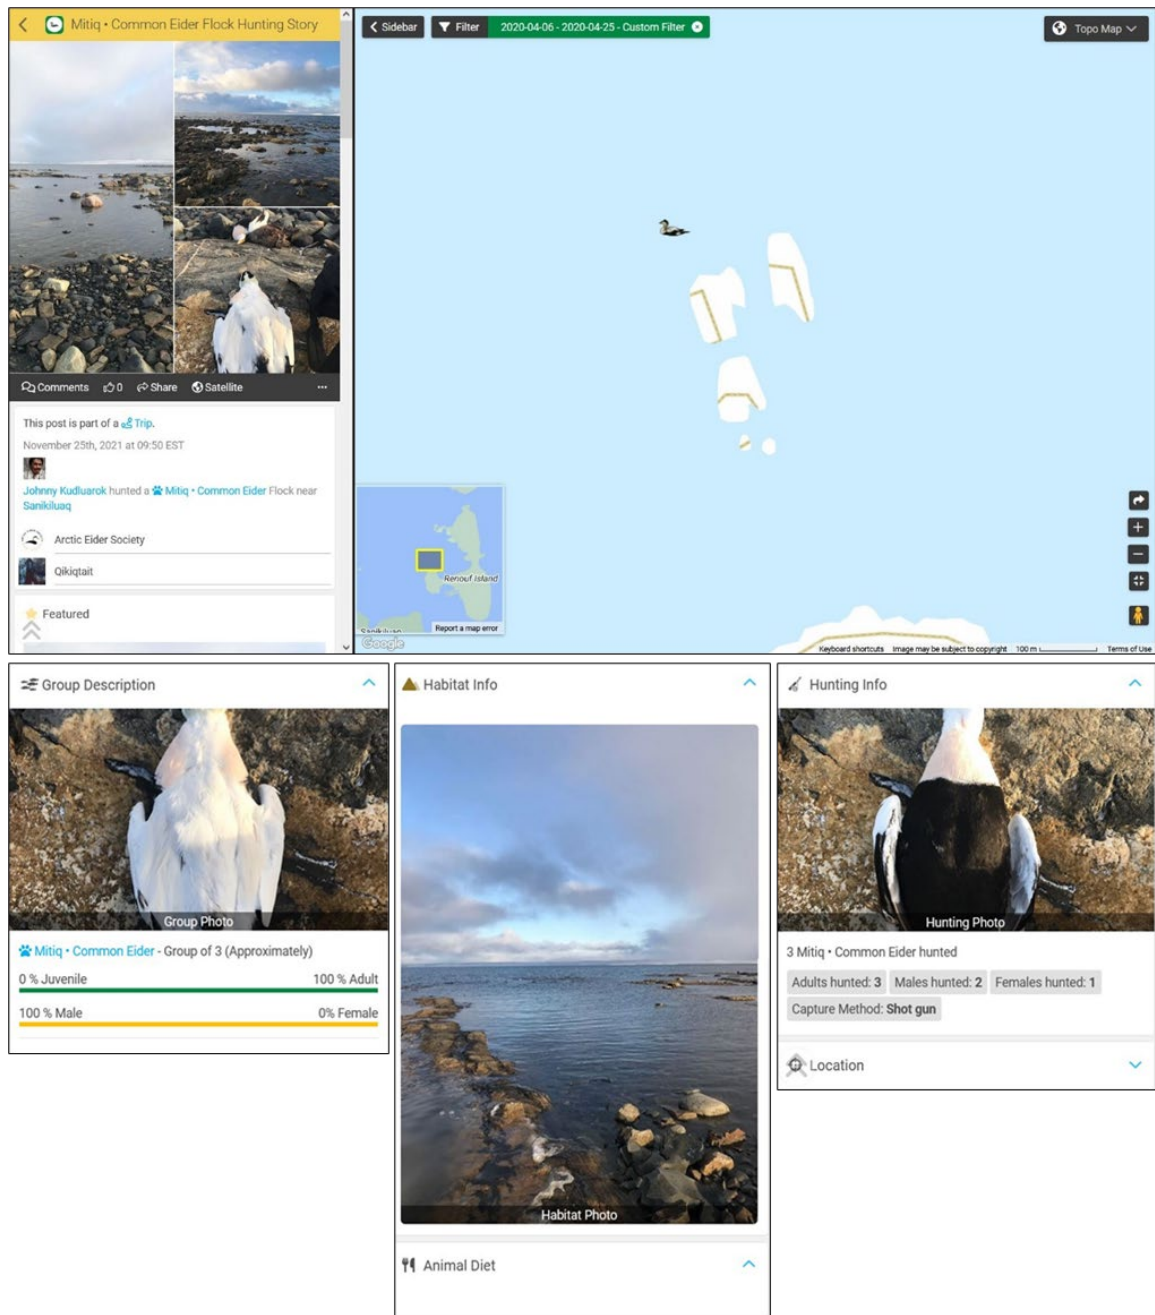 Mitiq • Common Eider Flock Hunting Story
Comments 0 Share Satellite ...
This post is part of a Trip.
November 25th, 2021 at 09:50 EST
Johnny Kudluarok hunted a Mitiq • Common Eider Flock near
Sanikiluaq
Arctic Eider Society
Qikiqtait
Featured
Sidebar
Filter 2020-04-06 - 2020-04-25 - Custom Filter
Topo Map
Renouf Island
Sanikiluaq
Report a map error
Google
Keyboard shortcuts Image may be subject to copyright 100 m Terms of Use
Group Description
Group Photo
Mitiq • Common Eider - Group of 3 (Approximately)
0 % Juvenile 100 % Adult
100 % Male 0% Female
Habitat Info
Habitat Photo
Animal Diet
Hunting Info
Hunting Photo
3 Mitiq • Common Eider hunted
Adults hunted: 3 Males hunted: 2 Females hunted: 1
Capture Method: Shot gun
Location